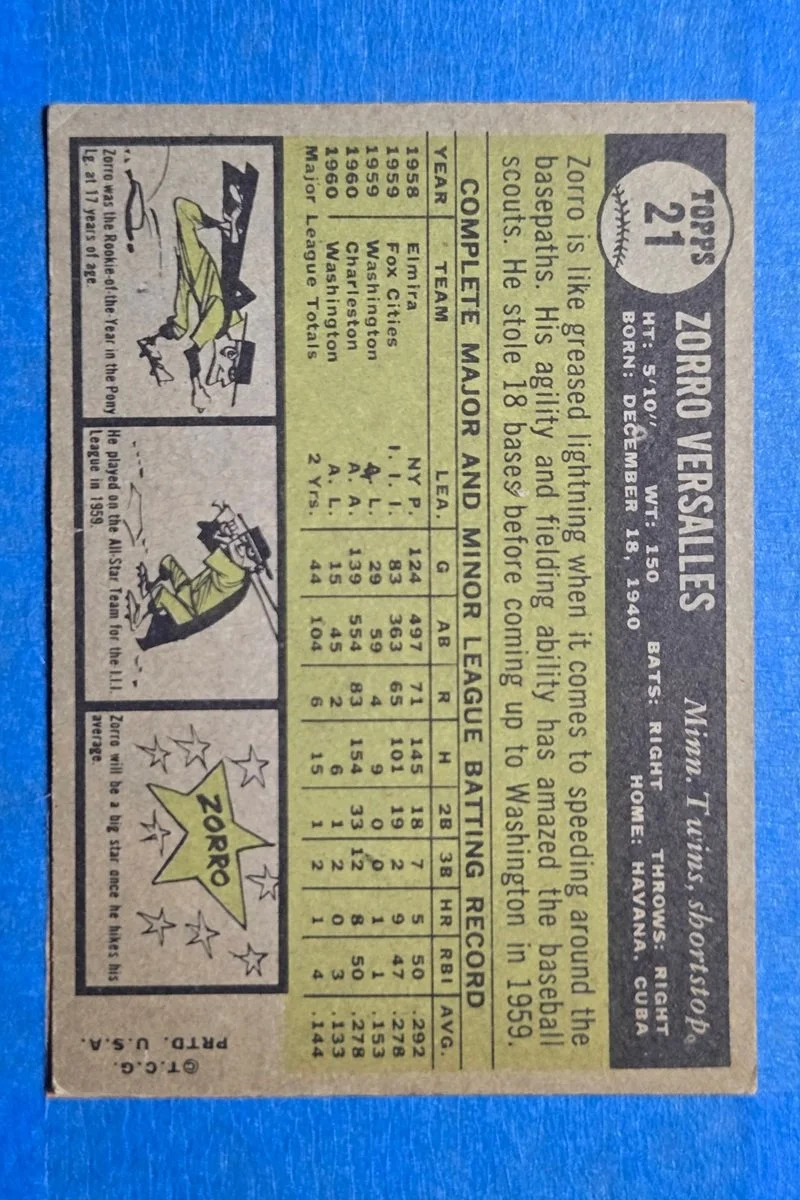 TOPPS
21
ZORRO VERSALLES Minn. Twins, shortstop
HT: 5'10" WT: 150 BATS: RIGHT THROWS: RIGHT
BORN: DECEMBER 18, 1940 HOME: HAVANA, CUBA
Zorro is like greased lightning when it comes to speeding around the
basepaths. His agility and fielding ability has amazed the baseball
scouts. He stole 18 bases before coming up to Washington in 1959.
COMPLETE MAJOR AND MINOR LEAGUE BATTING RECORD
YEAR TEAM LEA. G AB R H 2B 3B HR RBI AVG.
1958 Elmira NY P. 124 497 71 145 18 7 5 50 .292
1959 Fox Cities I. I. I. 83 363 65 101 19 2 9 47 .278
1959 Washington A. L. 29 59 4 9 0 0 1 1 .153
1960 Charleston A. A. 139 554 83 154 33 12 8 50 .278
1960 Washington A. L. 15 45 2 6 1 2 0 3 .133
Major League Totals 2 Yrs. 44 104 6 15 1 2 1 4 .144
Zorro was the Rookie-of-the-Year in the Pony
Lg. at 17 years of age.
He played on the All-Star Team for the I.I.I.
League in 1959.
ZORRO
Zorro will be a big star once he hikes his
average.
©T.C.G.
PRTD. U.S.A.